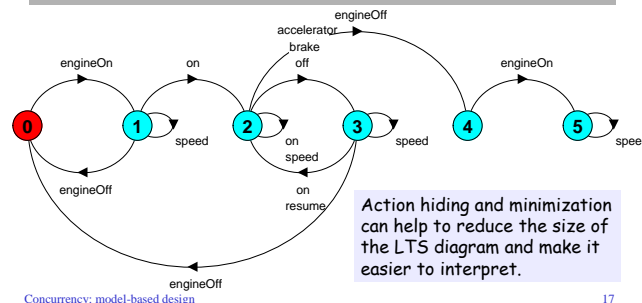 engineOff
accelerator
brake
engineOn
on
off
engineOn
0
1
2
3
4
5
speed
on
speed
speed
spee
engineOff
on
resume
engineOff
Action hiding and minimization
can help to reduce the size of
the LTS diagram and make it
easier to interpret.
Concurrency: model-based design
17